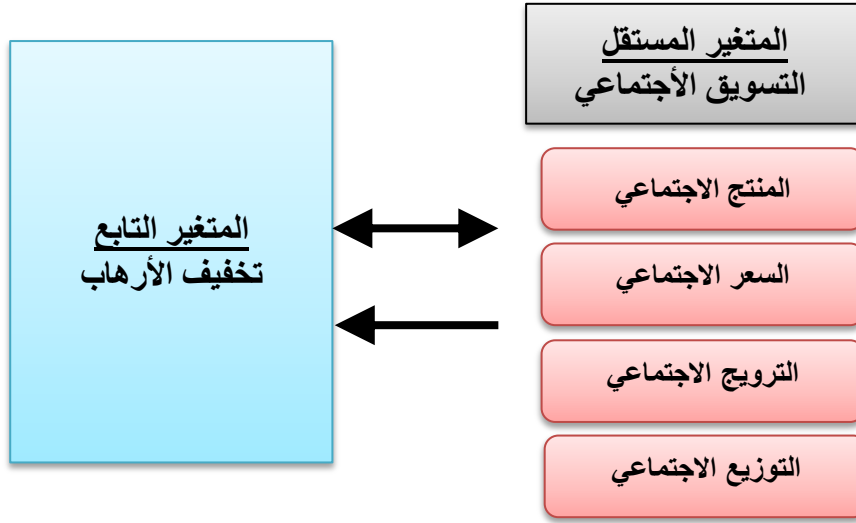 المتغير المستقل
التسويق الأجتماعي
المنتج الاجتماعي
السعر الاجتماعي
الترويج الاجتماعي
التوزيع الاجتماعي
المتغير التابع
تخفيف الأرهاب